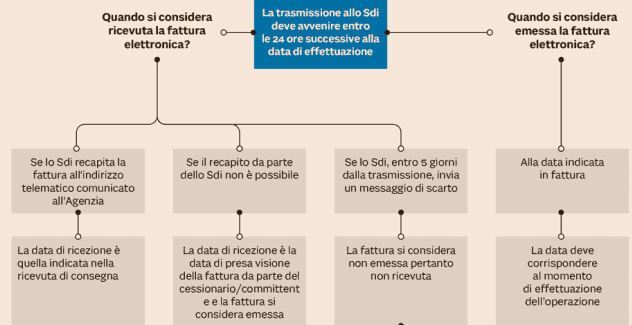 Quando si considera
ricevuta la fattura
elettronica?
La trasmissione allo Sdi
deve avvenire entro
le 24 ore successive alla
data di effettuazione
Quando si considera
emessa la fattura
elettronica?
Se lo Sdi recapita la
fattura all'indirizzo
telematico comunicato
all'Agenzia
Se il recapito da parte
dello Sdi non è possibile
Se lo Sdi, entro 5 giorni
dalla trasmissione, invia
un messaggio di scarto
Alla data indicata
in fattura
La data di ricezione è
quella indicata nella
ricevuta di consegna
La data di ricezione è la
data di presa visione
della fattura da parte del
cessionario/committent
e e la fattura si
considera emessa
La fattura si considera
non emessa pertanto
non ricevuta
La data deve
corrispondere
al momento
di effettuazione
dell'operazione